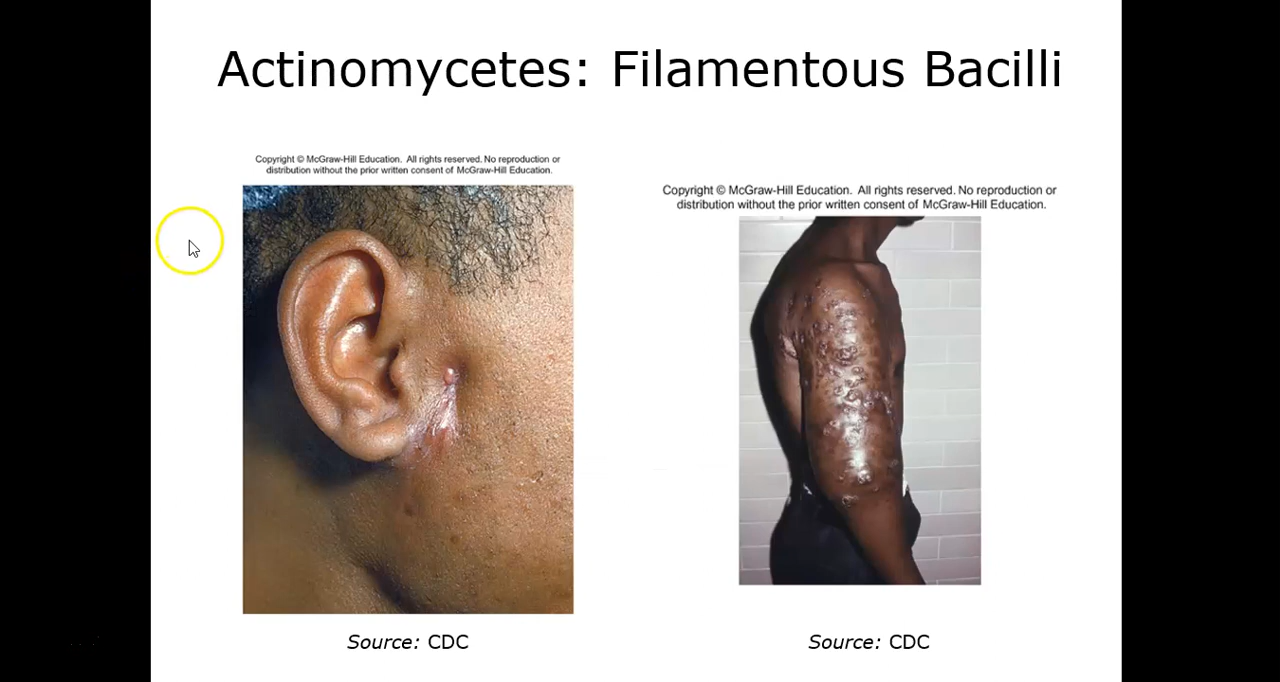 Actinomycetes: Filamentous Bacilli
Copyright © McGraw-Hill Education. All rights reserved. No reproduction or
distribution without the prior written consent of McGraw-Hill Education.
Copyright © McGraw-Hill Education. All rights reserved. No reproduction or
distribution without the prior written consent of McGraw-Hill Education.
Source: CDC
Source: CDC